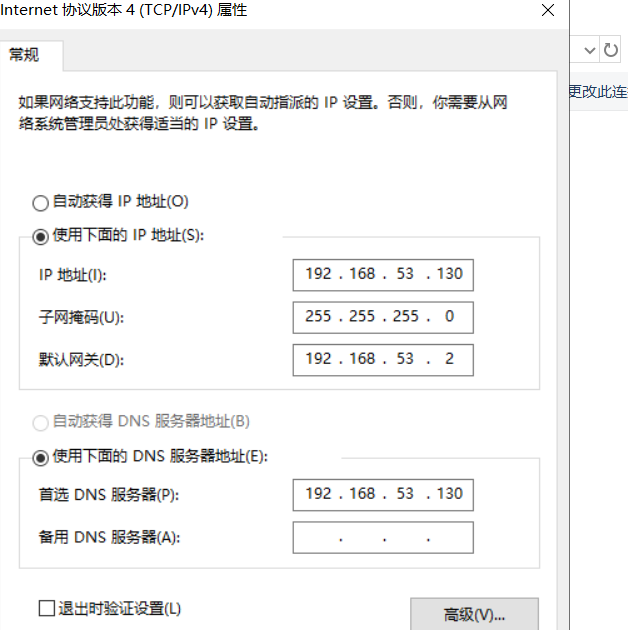 Internet 协议版本 4 (TCP/IPv4) 属性
常规
更改此连
如果网络支持此功能，则可以获取自动指派的 IP 设置。否则，你需要从网
络系统管理员处获得适当的 IP 设置。
自动获得 IP 地址(O)
使用下面的 IP 地址(S):
IP 地址(I): 192 . 168 . 53 . 130
子网掩码(U): 255 . 255 . 255 . 0
默认网关(D): 192 . 168 . 53 . 2
自动获得 DNS 服务器地址(B)
使用下面的 DNS 服务器地址(E):
首选 DNS 服务器(P): 192 . 168 . 53 . 130
备用 DNS 服务器(A): . . .
退出时验证设置(L)
高级(V)...